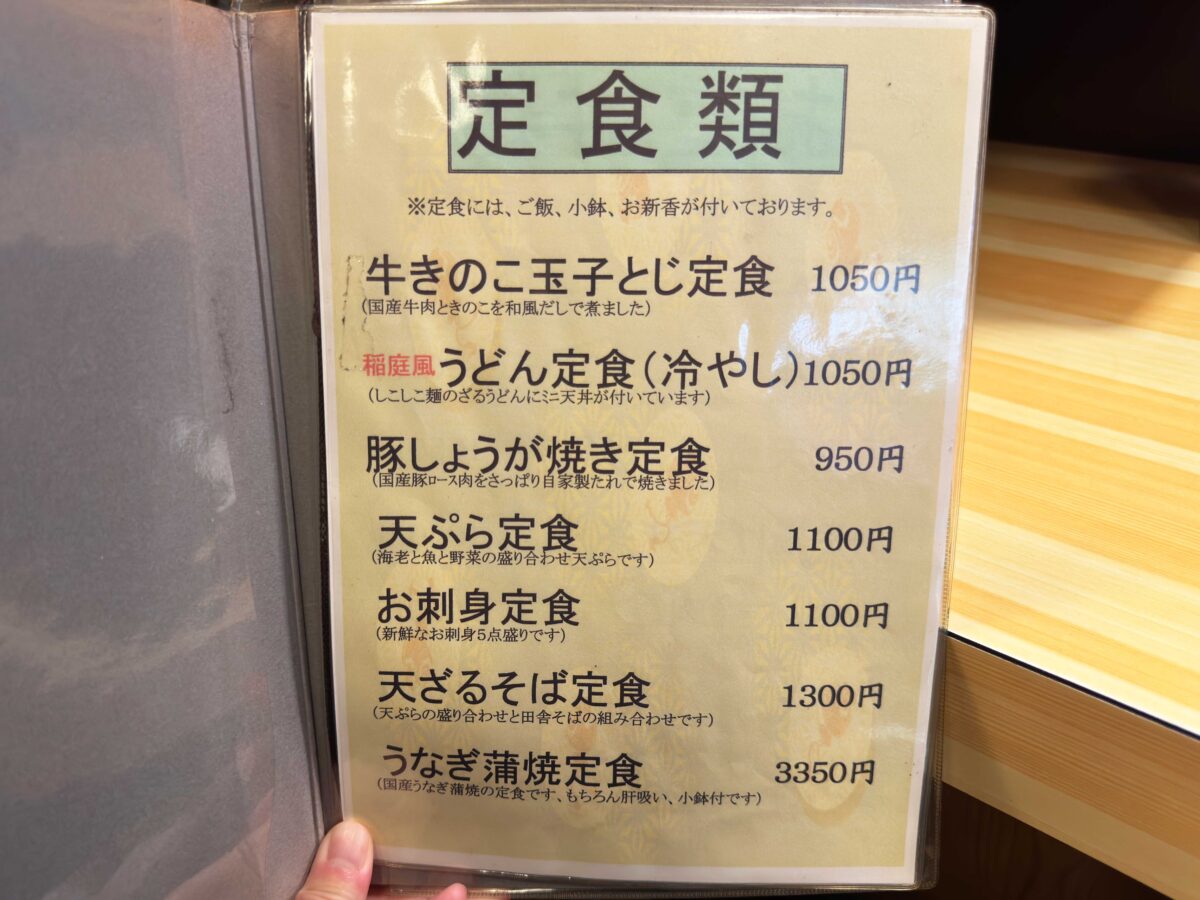 定食類
※定食には、ご飯、小鉢、お新香が付いております。
牛きのこ玉子とじ定食 1050円
(国産牛肉ときのこを和風だしで煮ました)
稲庭風うどん定食(冷やし)1050円
(しこしこ麺のざるうどんにミニ天丼が付いています)
豚しょうが焼き定食 950円
(国産豚ロース肉をさっぱり自家製たれで焼きました)
天ぷら定食 1100円
(海老と魚と野菜の盛り合わせ天ぷらです)
お刺身定食 1100円
(新鮮なお刺身5点盛りです)
天ざるそば定食 1300円
(天ぷらの盛り合わせと田舎そばの組み合わせです)
うなぎ蒲焼定食 3350円
(国産うなぎ蒲焼の定食です、もちろん肝吸い、小鉢付です)